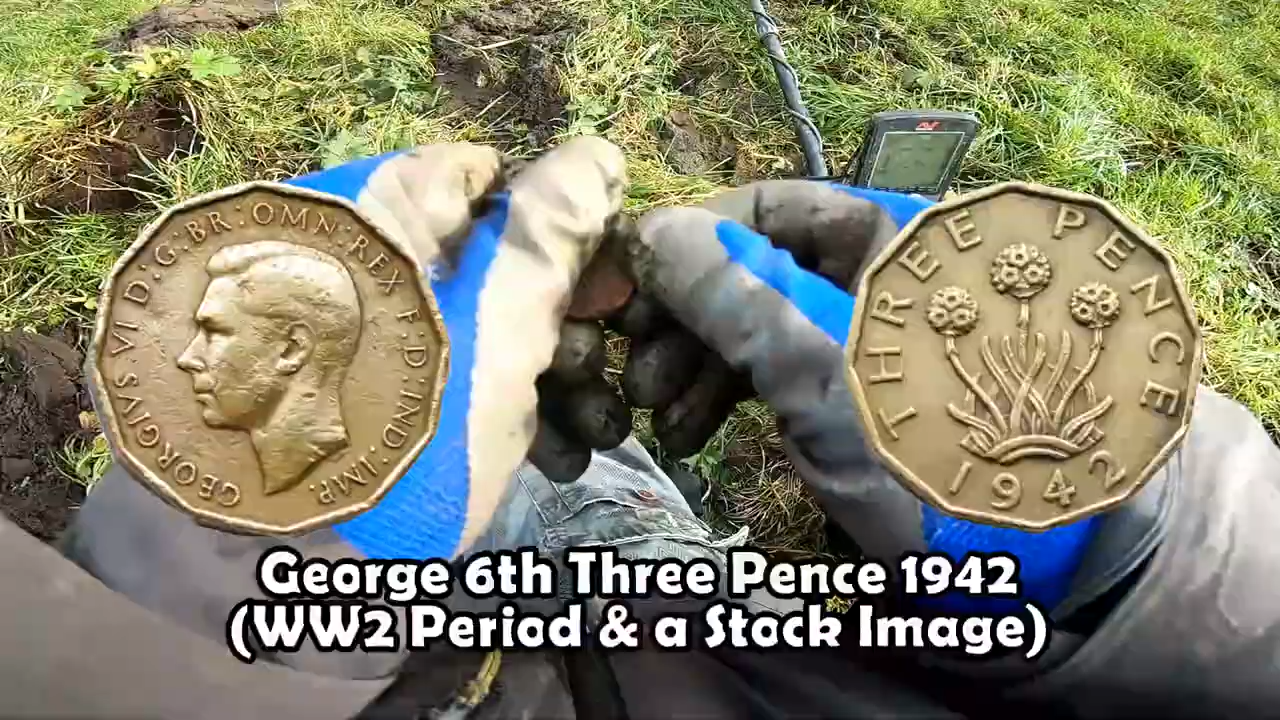 GEORGIVS VI D:G:BR:OMN:REX F:D:IND:IMP.
THREE PENCE
1942
George 6th Three Pence 1942
(WW2 Period & a Stock Image)